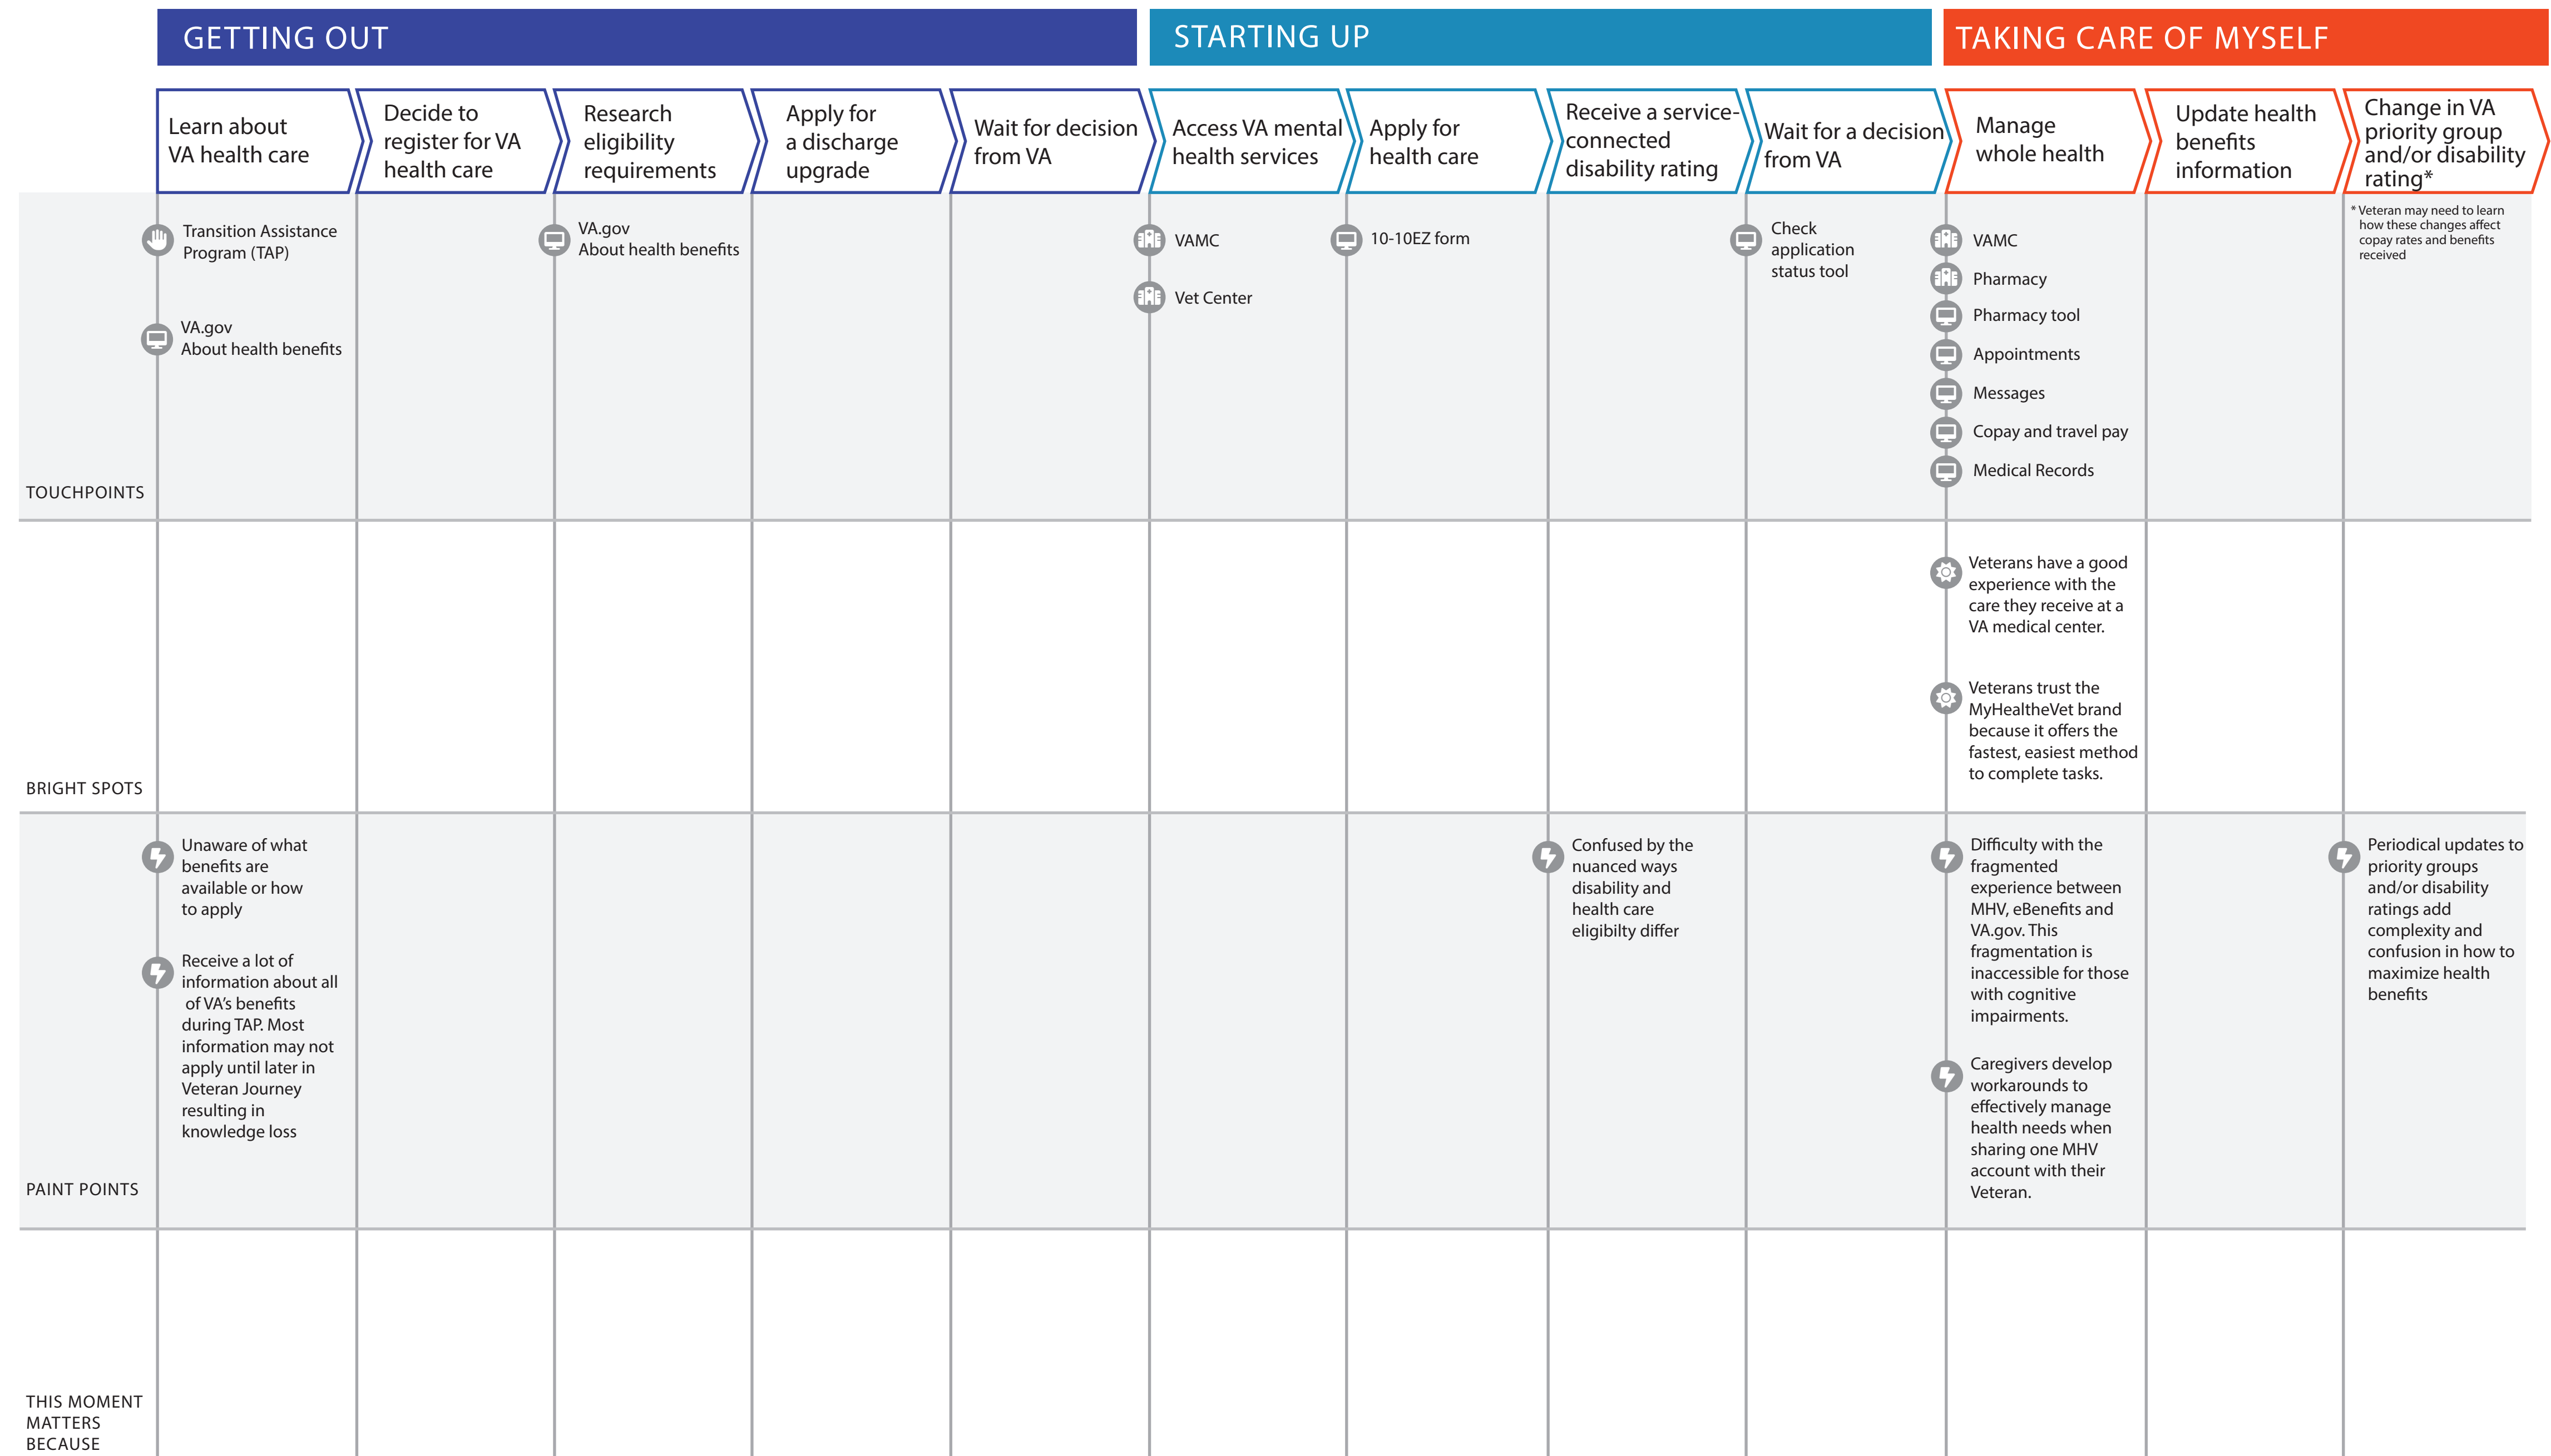 GETTING OUT
STARTING UP
TAKING CARE OF MYSELF
Learn about
VA health care
Decide to
register for VA
health care
Research
eligibility
requirements
Apply for
a discharge
upgrade
Wait for decision
from VA
Access VA mental
health services
Apply for
health care
Receive a service-
connected
disability rating
Wait for a decision
from VA
Manage
whole health
Update health
benefits
information
Change in VA
priority group
and/or disability
rating*
TOUCHPOINTS
Transition Assistance
Program (TAP)
VA.gov
About health benefits
VA.gov
About health benefits
VAMC
Vet Center
10-10EZ form
Check
application
status tool
VAMC
Pharmacy
Pharmacy tool
Appointments
Messages
Copay and travel pay
Medical Records
* Veteran may need to learn
how these changes affect
copay rates and benefits
received
BRIGHT SPOTS
Veterans have a good
experience with the
care they receive at a
VA medical center.
Veterans trust the
MyHealtheVet brand
because it offers the
fastest, easiest method
to complete tasks.
PAINT POINTS
Unaware of what
benefits are
available or how
to apply
Receive a lot of
information about all
of VA's benefits
during TAP. Most
information may not
apply until later in
Veteran Journey
resulting in
knowledge loss
Confused by the
nuanced ways
disability and
health care
eligibilty differ
Difficulty with the
fragmented
experience between
MHV, eBenefits and
VA.gov. This
fragmentation is
inaccessible for those
with cognitive
impairments.
Caregivers develop
workarounds to
effectively manage
health needs when
sharing one MHV
account with their
Veteran.
Periodical updates to
priority groups
and/or disability
ratings add
complexity and
confusion in how to
maximize health
benefits
THIS MOMENT
MATTERS
BECAUSE